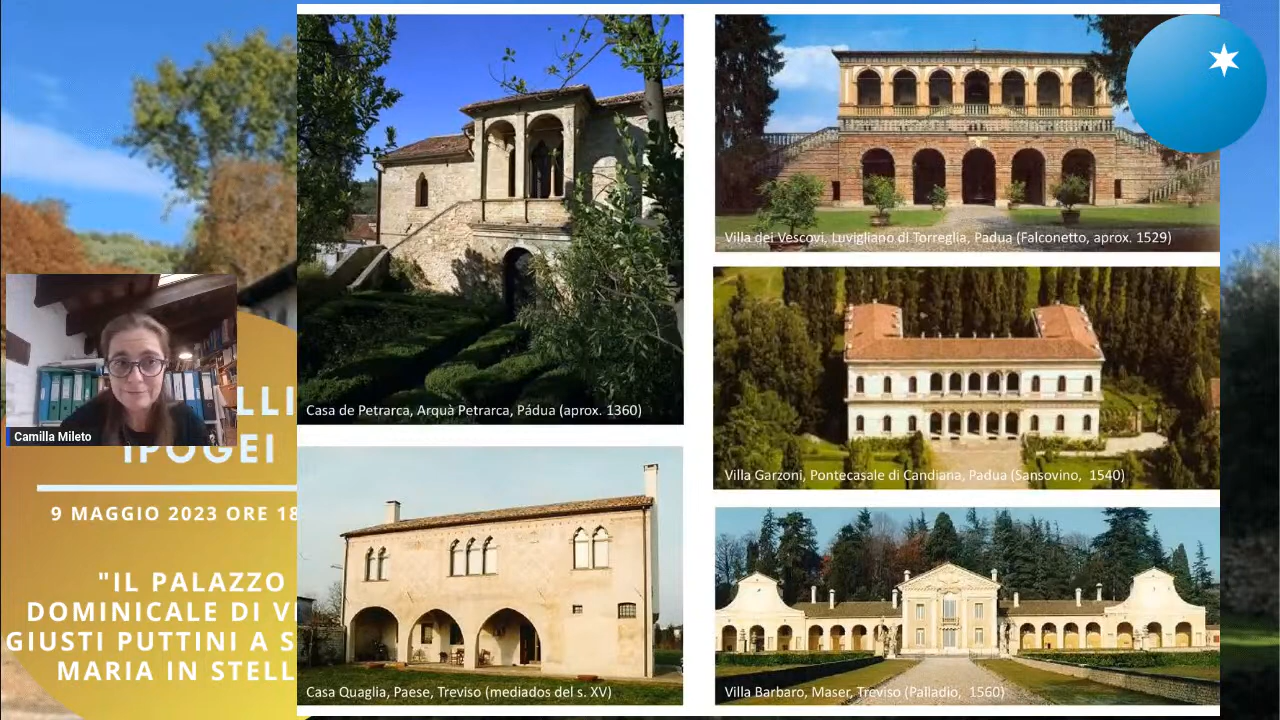 Casa de Petrarca, Arquà Petrarca, Pádua (aprox. 1360)
Casa Quaglia, Paese, Treviso (mediados del s. XV)
Villa dei Vescovi, Luvigliano di Torreglia, Padua (Falconetto, aprox. 1529)
Villa Garzoni, Pontecasale di Candiana, Padua (Sansovino, 1540)
Villa Barbaro, Maser, Treviso (Palladio, 1560)
Camilla Mileto
LLI
IPOGEI
9 MAGGIO 2023 ORE 18
"IL PALAZZO
DOMINICALE DI VI
GIUSTI PUTTINI A S
MARIA IN STELL